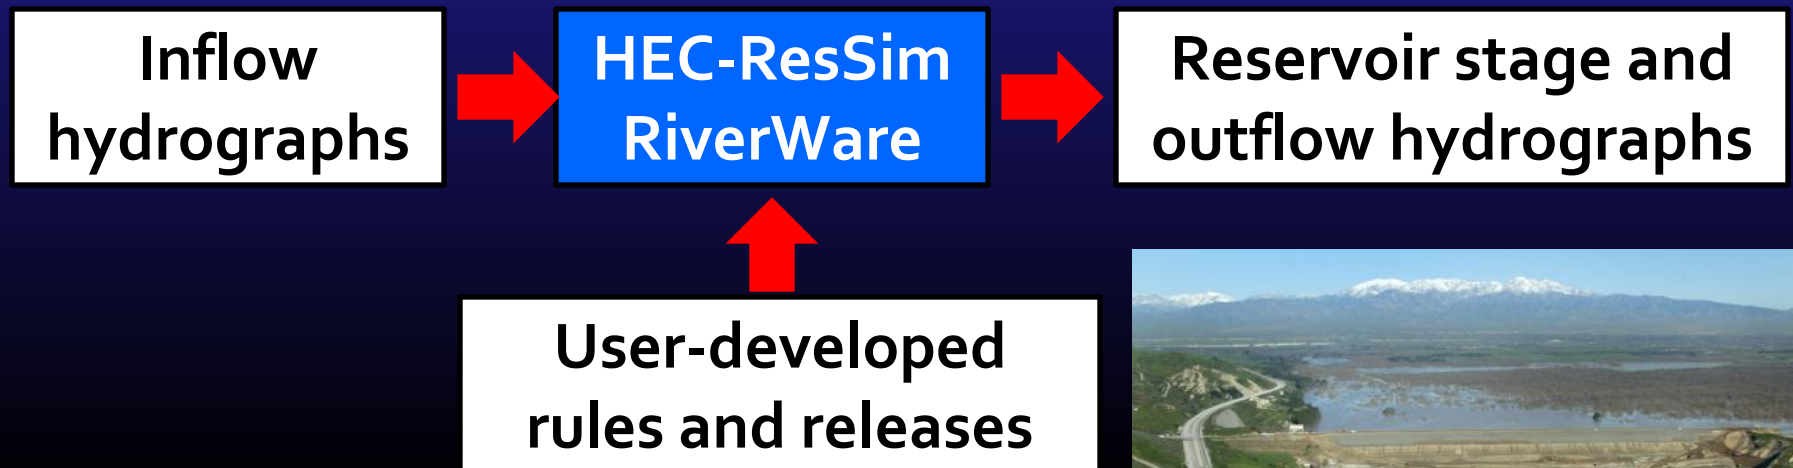 Inflow
hydrographs
HEC-ResSim
RiverWare
Reservoir stage and
outflow hydrographs
User-developed
rules and releases